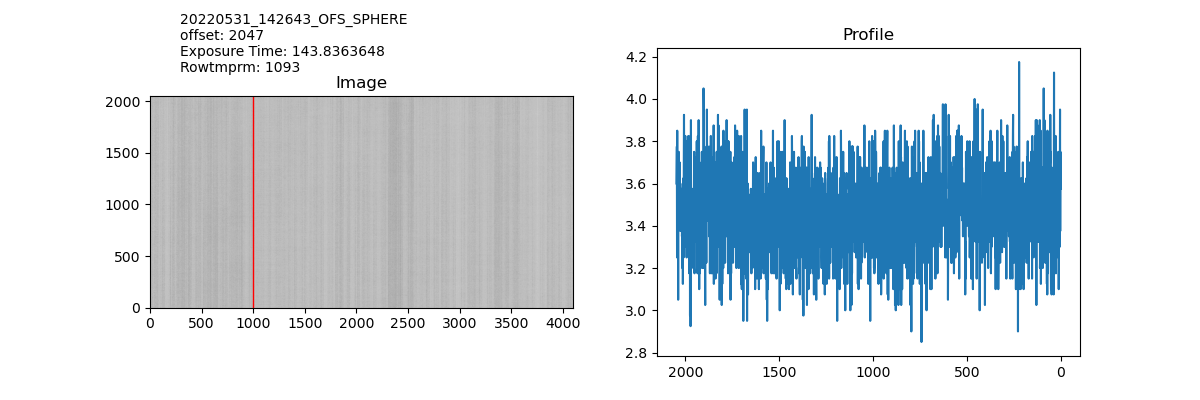 20220531_142643_OFS_SPHERE
offset: 2047
Exposure Time: 143.8363648
Rowtmprm: 1093
Image
2000
1500
1000
500
0
0 500 1000 1500 2000 2500 3000 3500 4000
Profile
4.2
4.0
3.8
3.6
3.4
3.2
3.0
2.8
2000 1500 1000 500 0